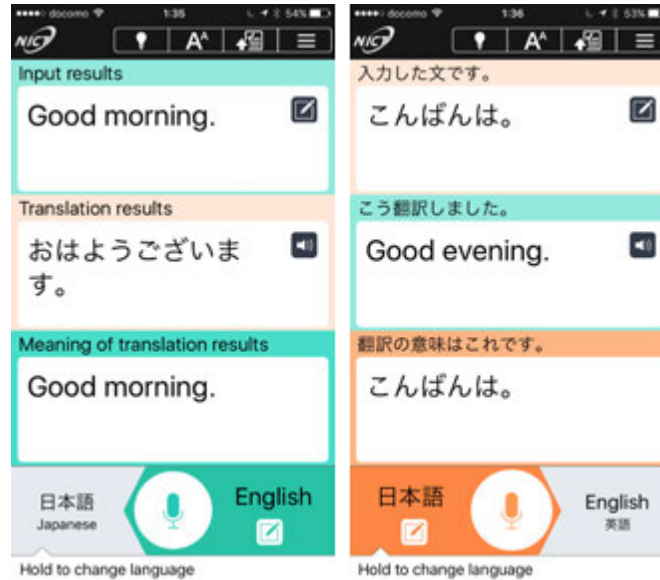 docomo 1:35 54%
NICT A^A
Input results
Good morning.
Translation results
おはようございま
す。
Meaning of translation results
Good morning.
日本語 English
Japanese
Hold to change language
docomo 1:36 53%
NICT A^A
入力した文です。
こんばんは。
こう翻訳しました。
Good evening.
翻訳の意味はこれです。
こんばんは。
日本語 English
英語
Hold to change language